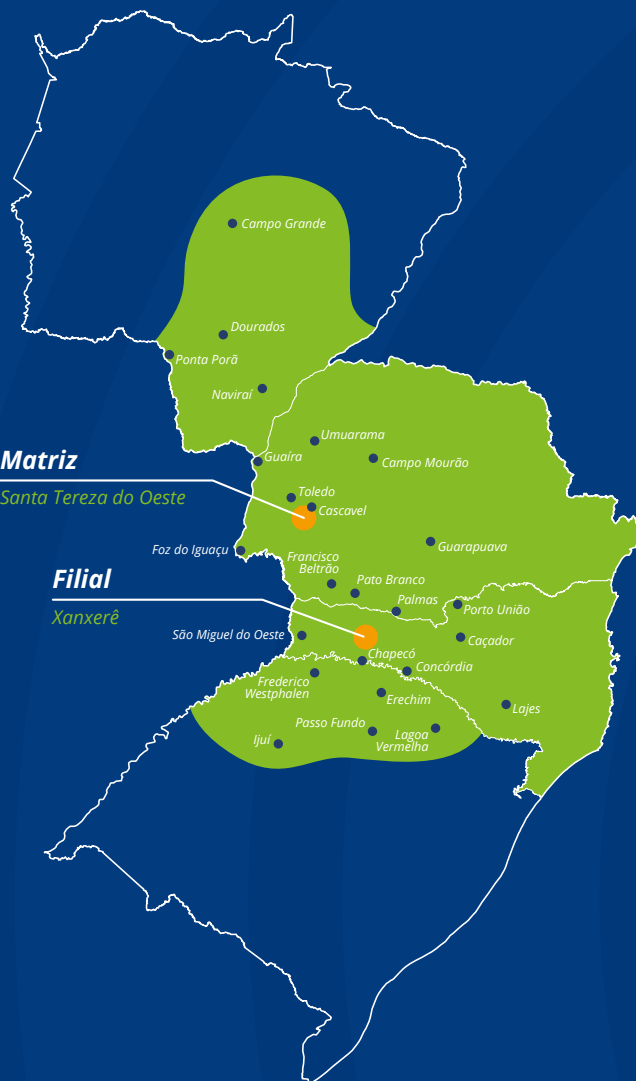 Campo Grande
Dourados
Ponta Porã
Naviraí
Umuarama
Guaíra
Campo Mourão
Matriz
Santa Tereza do Oeste
Toledo
Cascavel
Guarapuava
Foz do Iguaçu
Francisco
Beltrão
Filial
Xanxerê
Pato Branco
Palmas
Porto União
São Miguel do Oeste
Caçador
Chapecó
Concórdia
Frederico
Westphalen
Erechim
Lajes
Passo Fundo
Ijuí
Lagoa
Vermelha